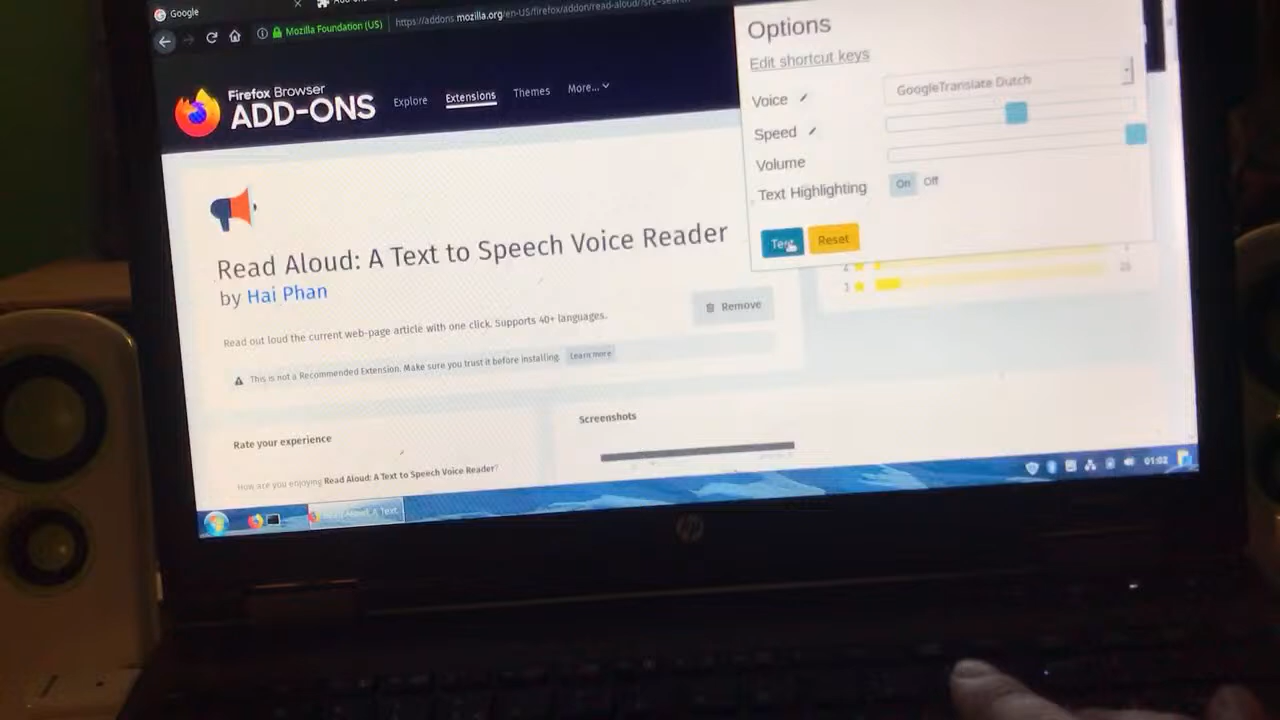 Google
Mozilla Foundation (US)
https://addons.mozilla.org/en-US/firefox/addon/read-aloud/?src=search
Firefox Browser
ADD-ONS
Explore
Extensions
Themes
More...
Options
Edit shortcut keys
Voice
GoogleTranslate Dutch
Speed
Volume
Text Highlighting
On Off
Test
Reset
Read Aloud: A Text to Speech Voice Reader
by Hai Phan
Read out loud the current web-page article with one click. Supports 40+ languages.
Remove
This is not a Recommended Extension. Make sure you trust it before installing.
Learn more
3
Rate your experience
Screenshots
How are you enjoying Read Aloud: A Text to Speech Voice Reader?
01:02
hp